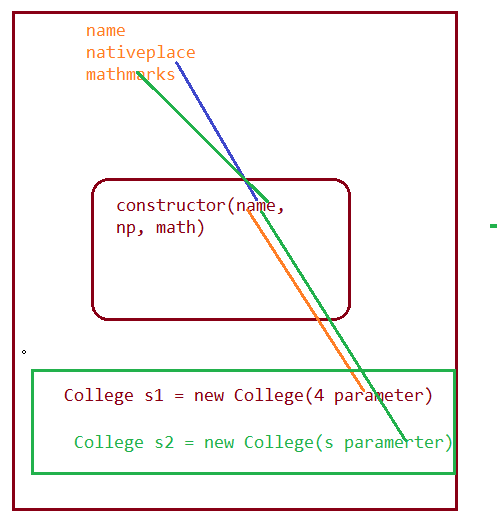 name
nativeplace
mathmarks
constructor(name,
np, math)
College s1 = new College(4 parameter)
College s2 = new College(s paramerter)